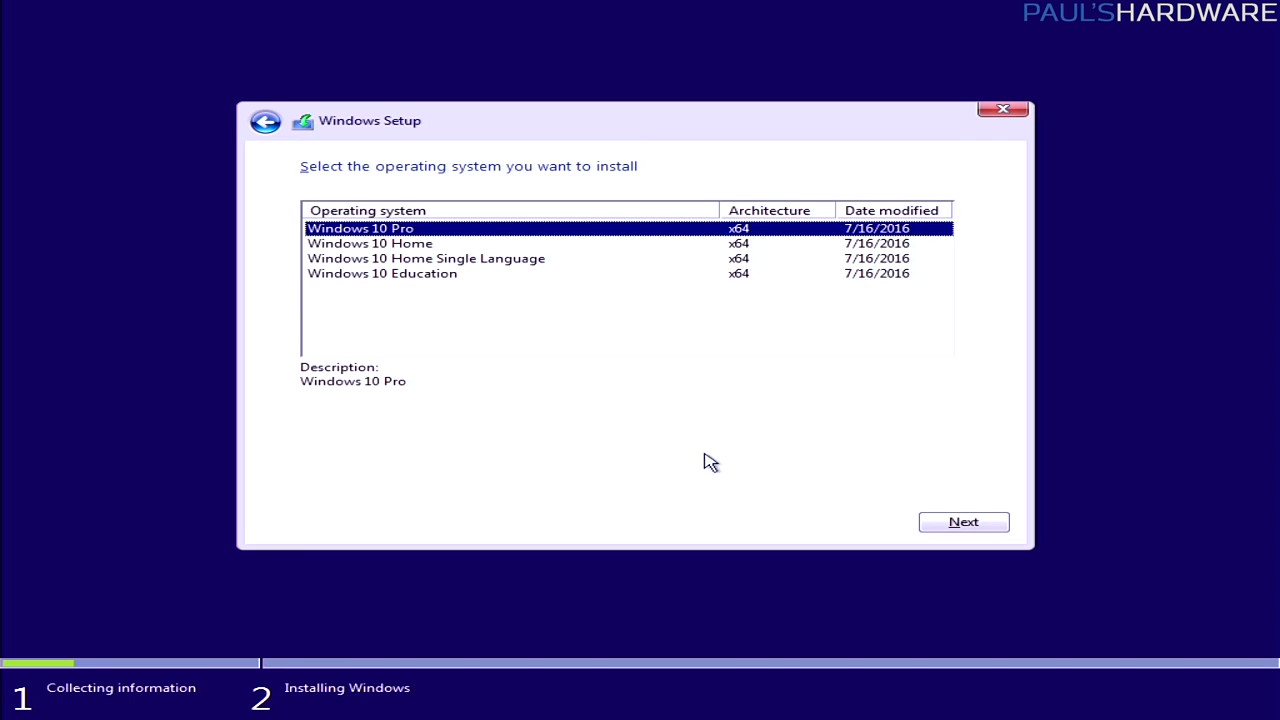 PAUL'SHARDWARE
Windows Setup
Select the operating system you want to install
Operating system Architecture Date modified
Windows 10 Pro x64 7/16/2016
Windows 10 Home x64 7/16/2016
Windows 10 Home Single Language x64 7/16/2016
Windows 10 Education x64 7/16/2016
Description:
Windows 10 Pro
Next
1 Collecting information 2 Installing Windows